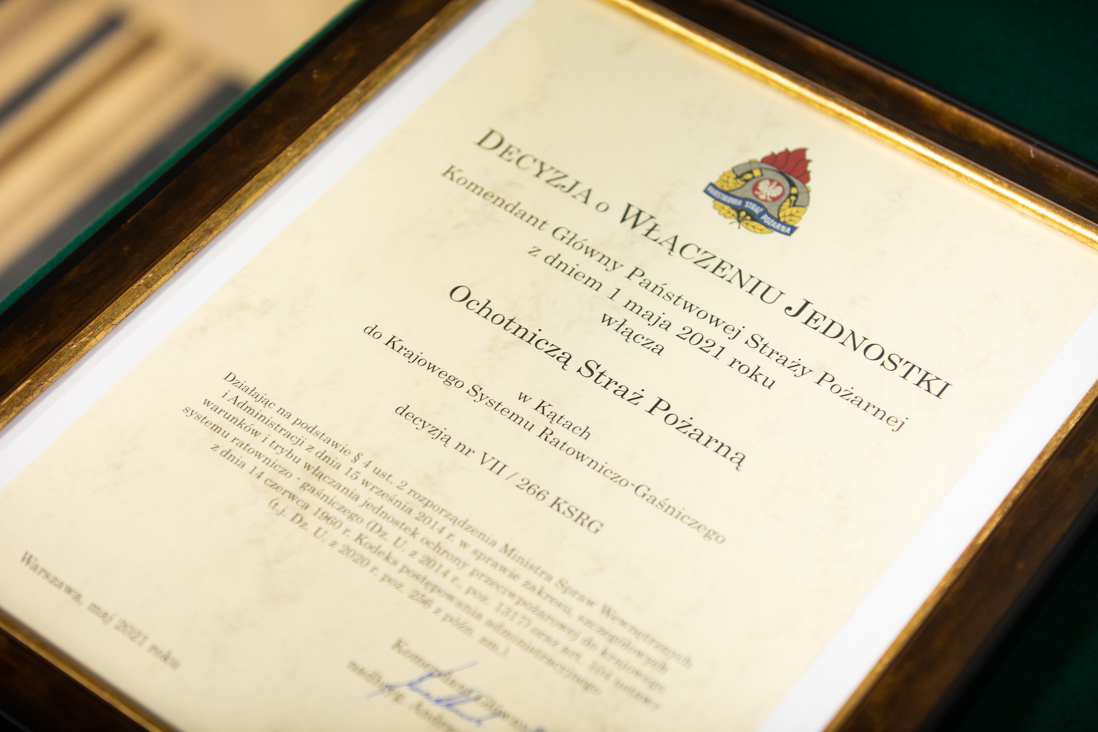 PAŃSTWOWA STRAŻ POŻARNA
DECYZJA O WŁĄCZENIU JEDNOSTKI
Komendant Główny Państwowej Straży Pożarnej
z dniem 1 maja 2021 roku
włącza
Ochotniczą Straż Pożarną
w Kątach
do Krajowego Systemu Ratowniczo-Gaśniczego
decyzją nr VII / 266 KSRG
Działając na podstawie § 4 ust. 2 rozporządzenia Ministra Spraw Wewnętrznych
i Administracji z dnia 15 września 2014 r. w sprawie zakresu, szczegółowych
warunków i trybu włączania jednostek ochrony przeciwpożarowej do krajowego
systemu ratowniczo - gaśniczego (Dz. U. z 2014 r. poz. 1317) oraz art. 104 ustawy
z dnia 14 czerwca 1960 r. Kodeks postępowania administracyjnego
(t.j. Dz. U. z 2020 r. poz. 256 z późn. zm.)
Warszawa, maj 2021 roku